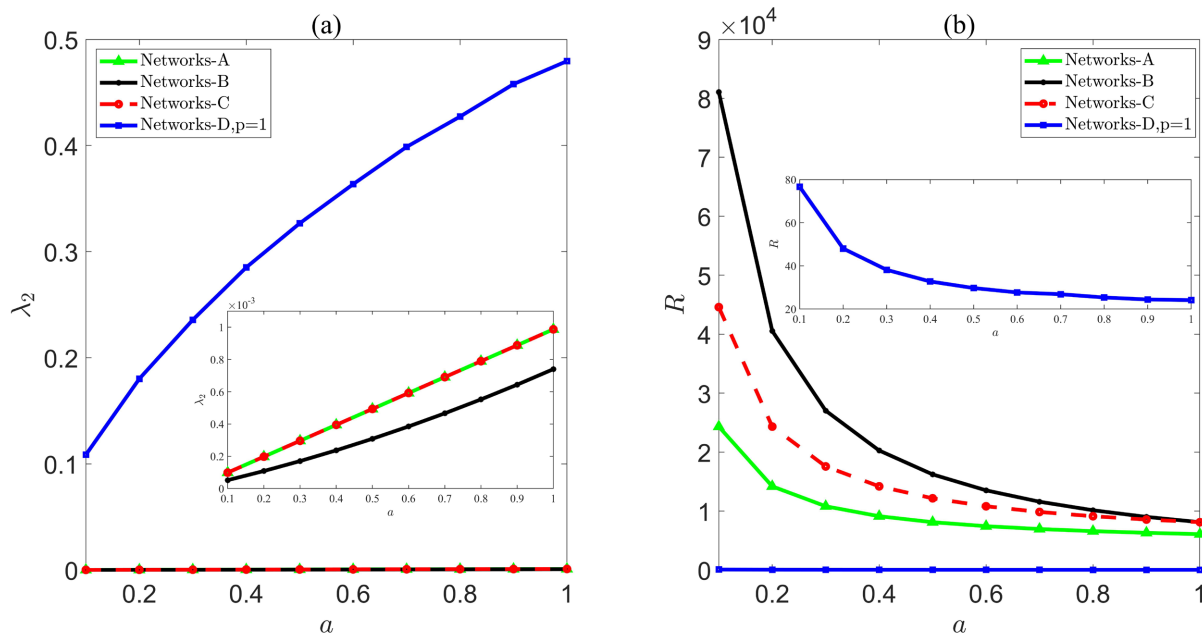 (a)
0.5
0.4
0.3
0.2
0.1
0
λ₂
Networks-A
Networks-B
Networks-C
Networks-D,p=1
×10⁻³
1
0.8
0.6
0.4
0.2
0
λ₂
0.1 0.2 0.3 0.4 0.5 0.6 0.7 0.8 0.9 1
a
0.2 0.4 0.6 0.8 1
a
(b)
×10⁴
9
8
7
6
5
4
3
2
1
0
R
Networks-A
Networks-B
Networks-C
Networks-D,p=1
80
60
40
20
R
0.1 0.2 0.3 0.4 0.5 0.6 0.7 0.8 0.9 1
a
0.2 0.4 0.6 0.8 1
a